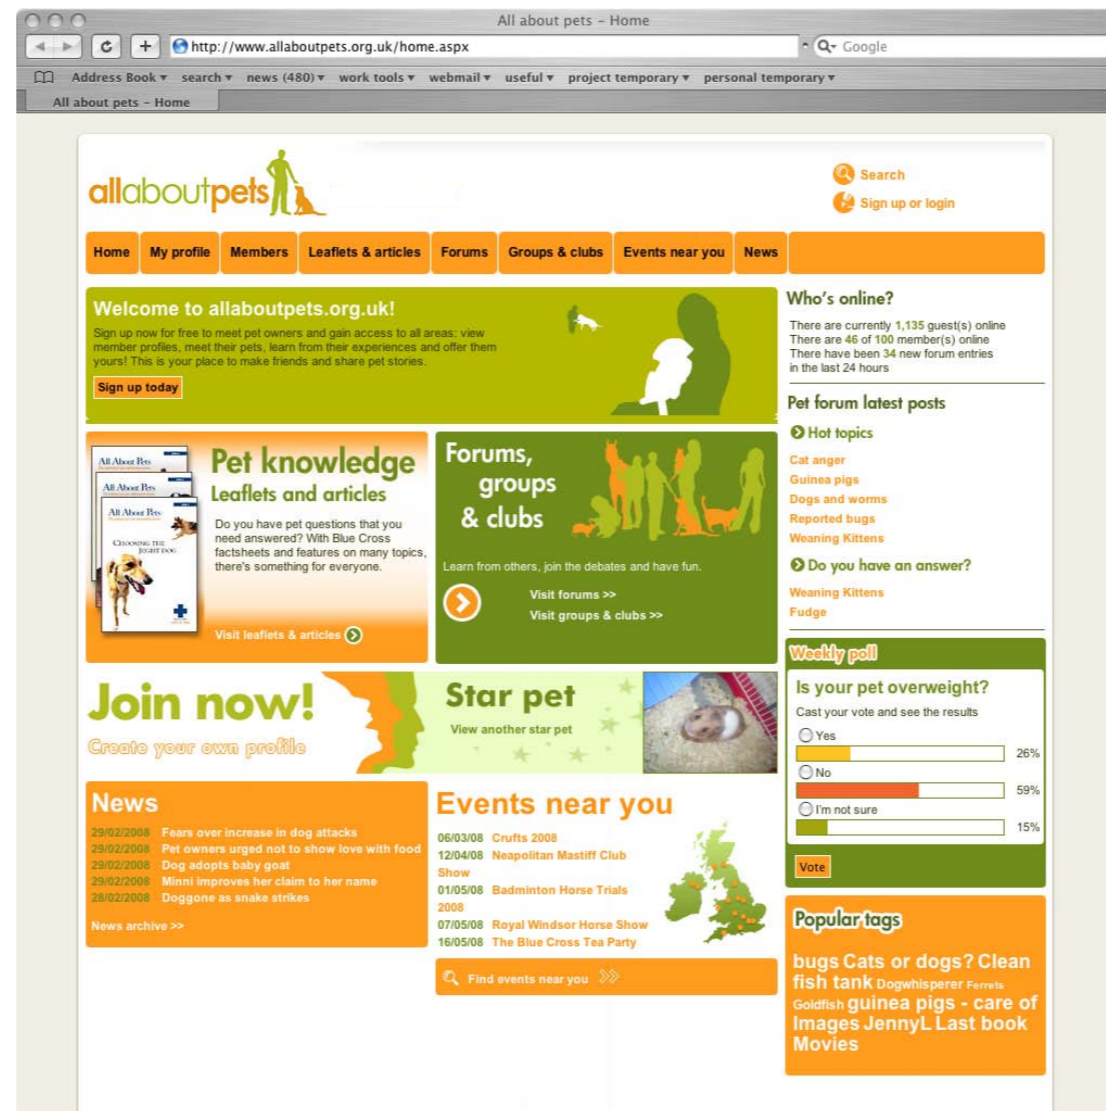 All about pets – Home
http://www.allaboutpets.org.uk/home.aspx
Google
Address Book search news (480) work tools webmail useful project temporary personal temporary
All about pets – Home
allaboutpets
Search
Sign up or login
Home My profile Members Leaflets & articles Forums Groups & clubs Events near you News
Welcome to allaboutpets.org.uk!
Sign up now for free to meet pet owners and gain access to all areas: view
member profiles, meet their pets, learn from their experiences and offer them
yours! This is your place to make friends and share pet stories.
Sign up today
Who's online?
There are currently 1,135 guest(s) online
There are 46 of 100 member(s) online
There have been 34 new forum entries
in the last 24 hours
Pet forum latest posts
Hot topics
Cat anger
Guinea pigs
Dogs and worms
Reported bugs
Weaning Kittens
Do you have an answer?
Weaning Kittens
Fudge
All About Pets
All About Pets
All About Pets
CHOOSING THE
RIGHT DOG
Pet knowledge
Leaflets and articles
Do you have pet questions that you
need answered? With Blue Cross
factsheets and features on many topics,
there's something for everyone.
Visit leaflets & articles
Forums,
groups
& clubs
Learn from others, join the debates and have fun.
Visit forums >>
Visit groups & clubs >>
Join now!
Create your own profile
Star pet
View another star pet
Weekly poll
Is your pet overweight?
Cast your vote and see the results
Yes
26%
No
59%
I'm not sure
15%
Vote
News
29/02/2008 Fears over increase in dog attacks
29/02/2008 Pet owners urged not to show love with food
29/02/2008 Dog adopts baby goat
29/02/2008 Minni improves her claim to her name
28/02/2008 Doggone as snake strikes
News archive >>
Events near you
06/03/08 Crufts 2008
12/04/08 Neapolitan Mastiff Club
Show
01/05/08 Badminton Horse Trials
2008
07/05/08 Royal Windsor Horse Show
16/05/08 The Blue Cross Tea Party
Find events near you
Popular tags
bugs Cats or dogs? Clean
fish tank Dogwhisperer Ferrets
Goldfish guinea pigs - care of
Images JennyL Last book
Movies